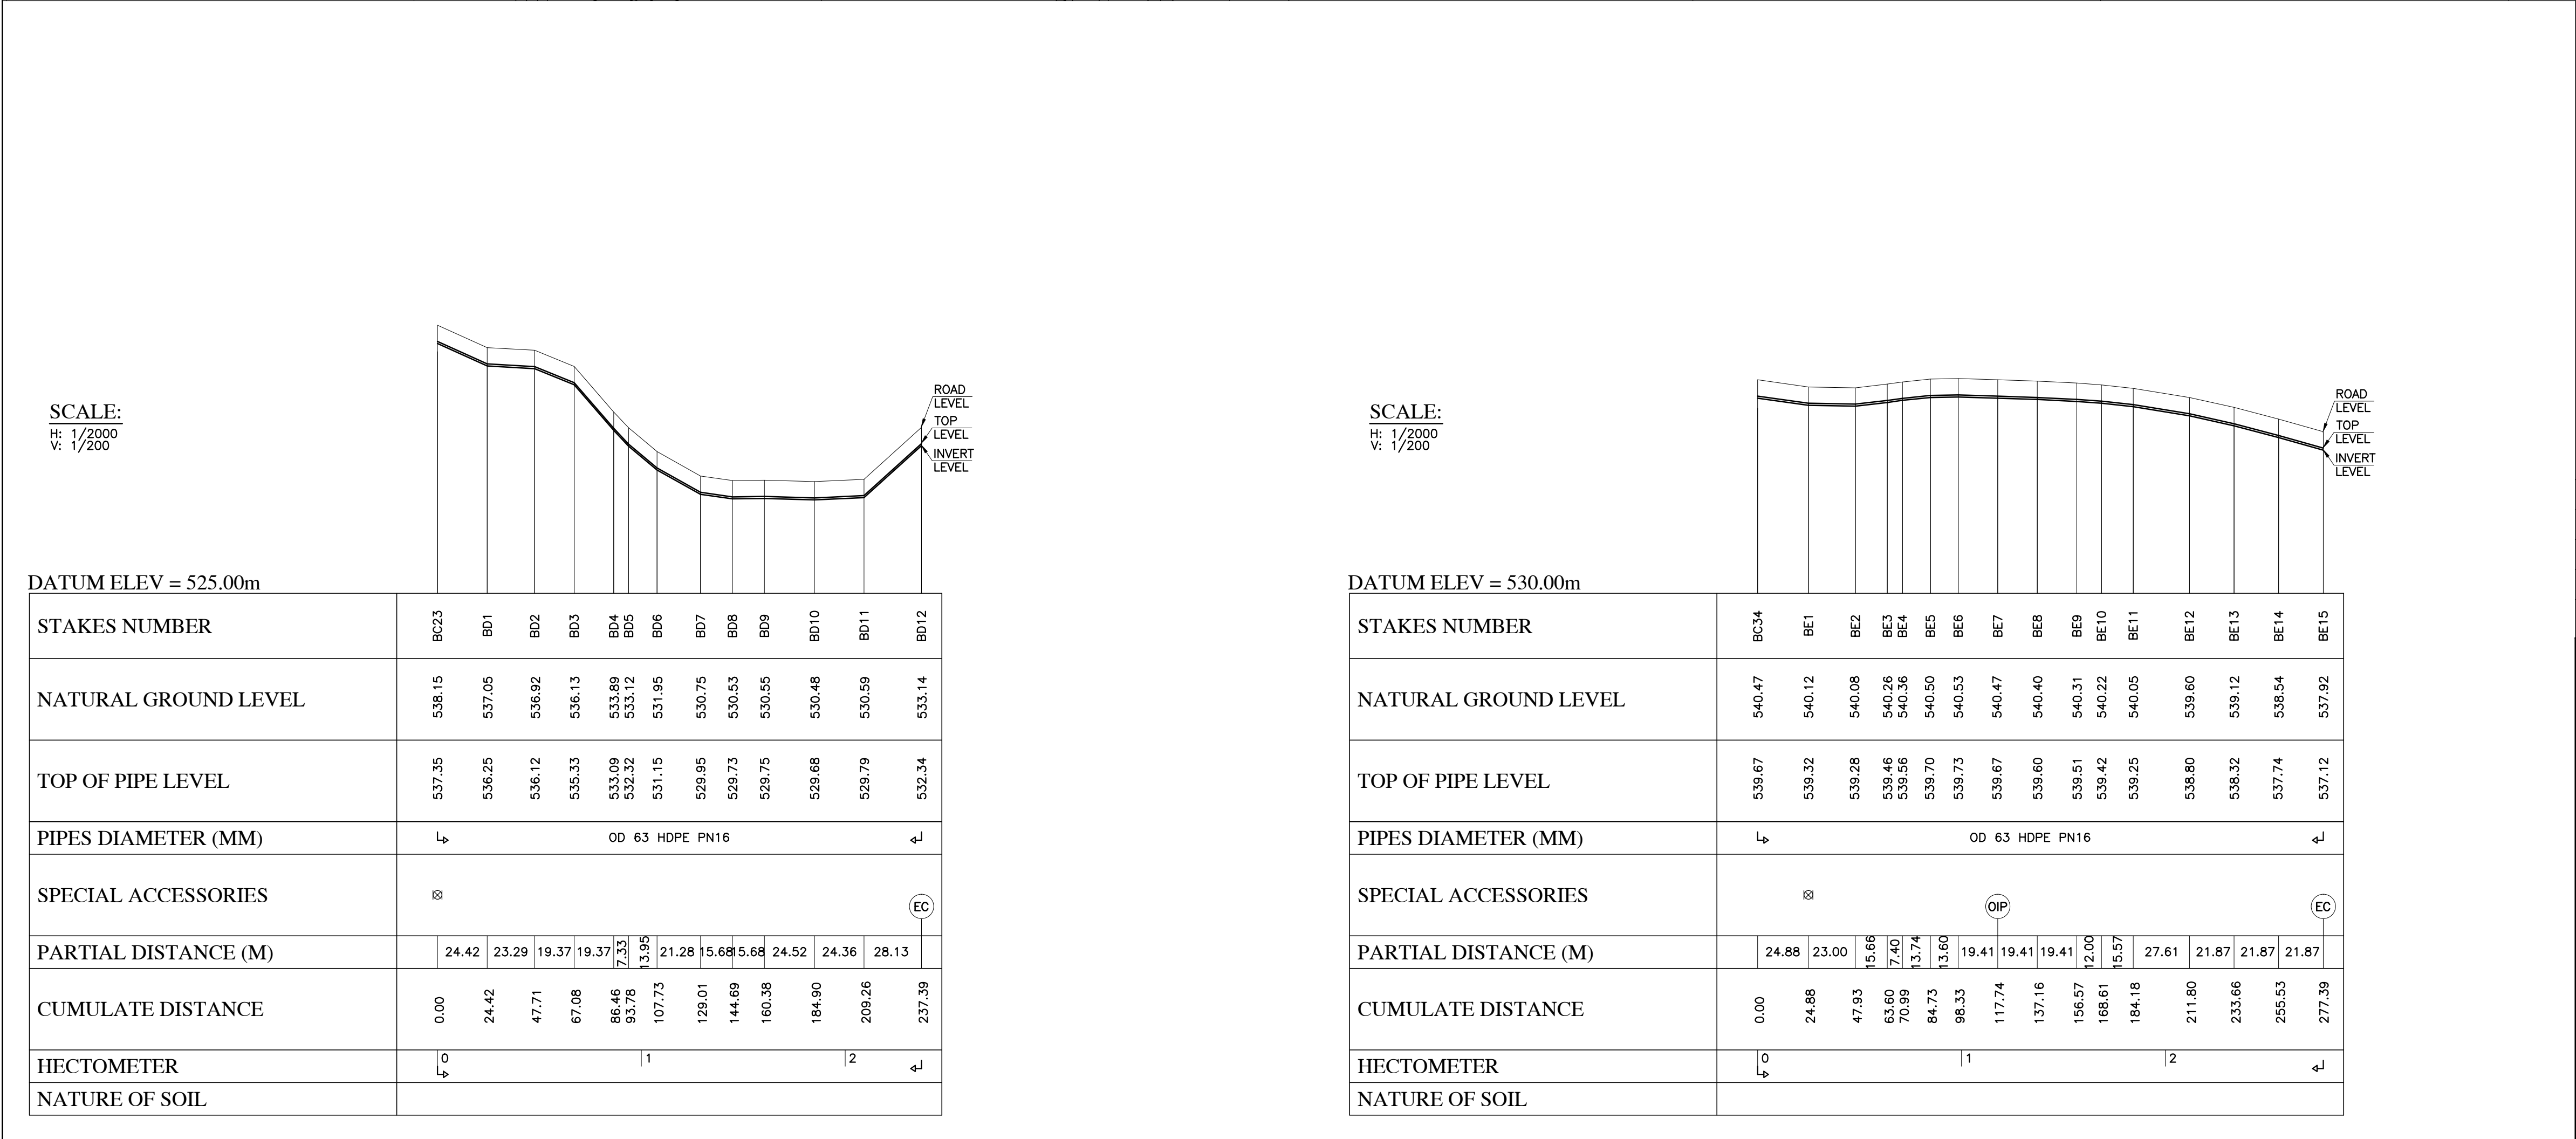 SCALE:
H: 1/2000
V: 1/200
ROAD
LEVEL
TOP
LEVEL
INVERT
LEVEL
DATUM ELEV = 525.00m
STAKES NUMBER BC23 BD1 BD2 BD3 BD4 BD5 BD6 BD7 BD8 BD9 BD10 BD11 BD12
NATURAL GROUND LEVEL 538.15 537.05 536.92 536.13 533.89 533.12 531.95 530.75 530.53 530.55 530.48 530.59 533.14
TOP OF PIPE LEVEL 537.35 536.25 536.12 535.33 533.09 532.32 531.15 529.95 529.73 529.75 529.68 529.79 532.34
PIPES DIAMETER (MM) OD 63 HDPE PN16
SPECIAL ACCESSORIES EC
PARTIAL DISTANCE (M) 24.42 23.29 19.37 19.37 7.33 13.95 21.28 15.68 15.68 24.52 24.36 28.13
CUMULATE DISTANCE 0.00 24.42 47.71 67.08 86.46 93.78 107.73 129.01 144.69 160.38 184.90 209.26 237.39
HECTOMETER 0 1 2
NATURE OF SOIL
SCALE:
H: 1/2000
V: 1/200
ROAD
LEVEL
TOP
LEVEL
INVERT
LEVEL
DATUM ELEV = 530.00m
STAKES NUMBER BC34 BE1 BE2 BE3 BE4 BE5 BE6 BE7 BE8 BE9 BE10 BE11 BE12 BE13 BE14 BE15
NATURAL GROUND LEVEL 540.47 540.12 540.08 540.26 540.36 540.50 540.53 540.47 540.40 540.31 540.22 540.05 539.60 539.12 538.54 537.92
TOP OF PIPE LEVEL 539.67 539.32 539.28 539.46 539.56 539.70 539.73 539.67 539.60 539.51 539.42 539.25 538.80 538.32 537.74 537.12
PIPES DIAMETER (MM) OD 63 HDPE PN16
SPECIAL ACCESSORIES OIP EC
PARTIAL DISTANCE (M) 24.88 23.00 15.66 7.40 13.74 13.60 19.41 19.41 19.41 12.00 15.57 27.61 21.87 21.87 21.87
CUMULATE DISTANCE 0.00 24.88 47.93 63.60 70.99 84.73 98.33 117.74 137.16 156.57 168.61 184.18 211.80 233.66 255.53 277.39
HECTOMETER 0 1 2
NATURE OF SOIL